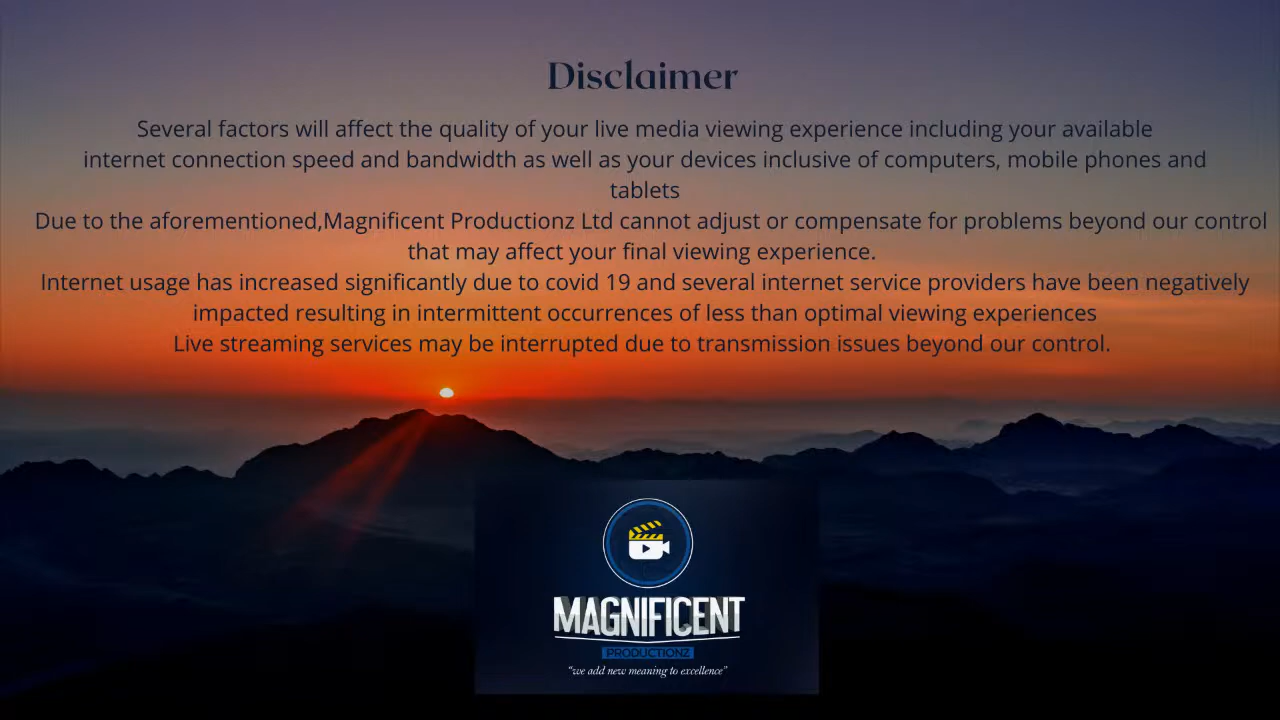 Disclaimer
Several factors will affect the quality of your live media viewing experience including your available
internet connection speed and bandwidth as well as your devices inclusive of computers, mobile phones and
tablets
Due to the aforementioned,Magnificent Productionz Ltd cannot adjust or compensate for problems beyond our control
that may affect your final viewing experience.
Internet usage has increased significantly due to covid 19 and several internet service providers have been negatively
impacted resulting in intermittent occurrences of less than optimal viewing experiences
Live streaming services may be interrupted due to transmission issues beyond our control.
MAGNIFICENT
PRODUCTIONZ
“we add new meaning to excellence”